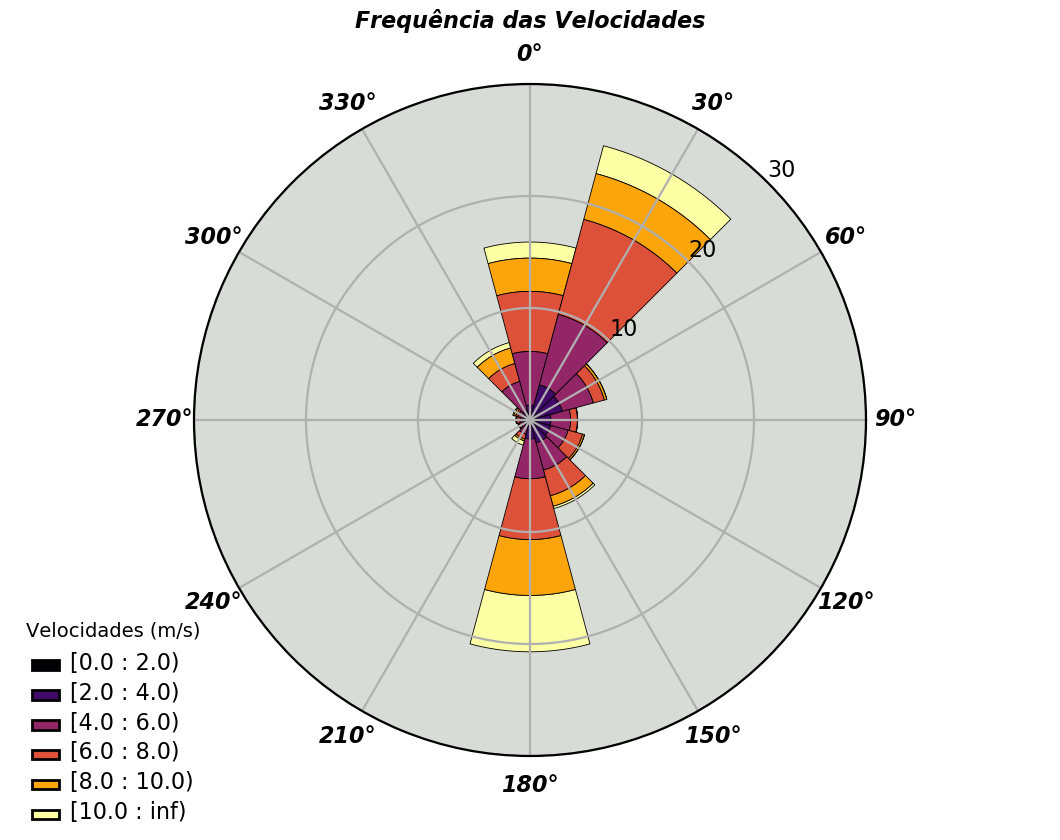 Frequência das Velocidades
0°
330°
30°
30
300°
60°
20
10
270°
90°
240°
120°
210°
150°
180°
Velocidades (m/s)
[0.0 : 2.0)
[2.0 : 4.0)
[4.0 : 6.0)
[6.0 : 8.0)
[8.0 : 10.0)
[10.0 : inf)